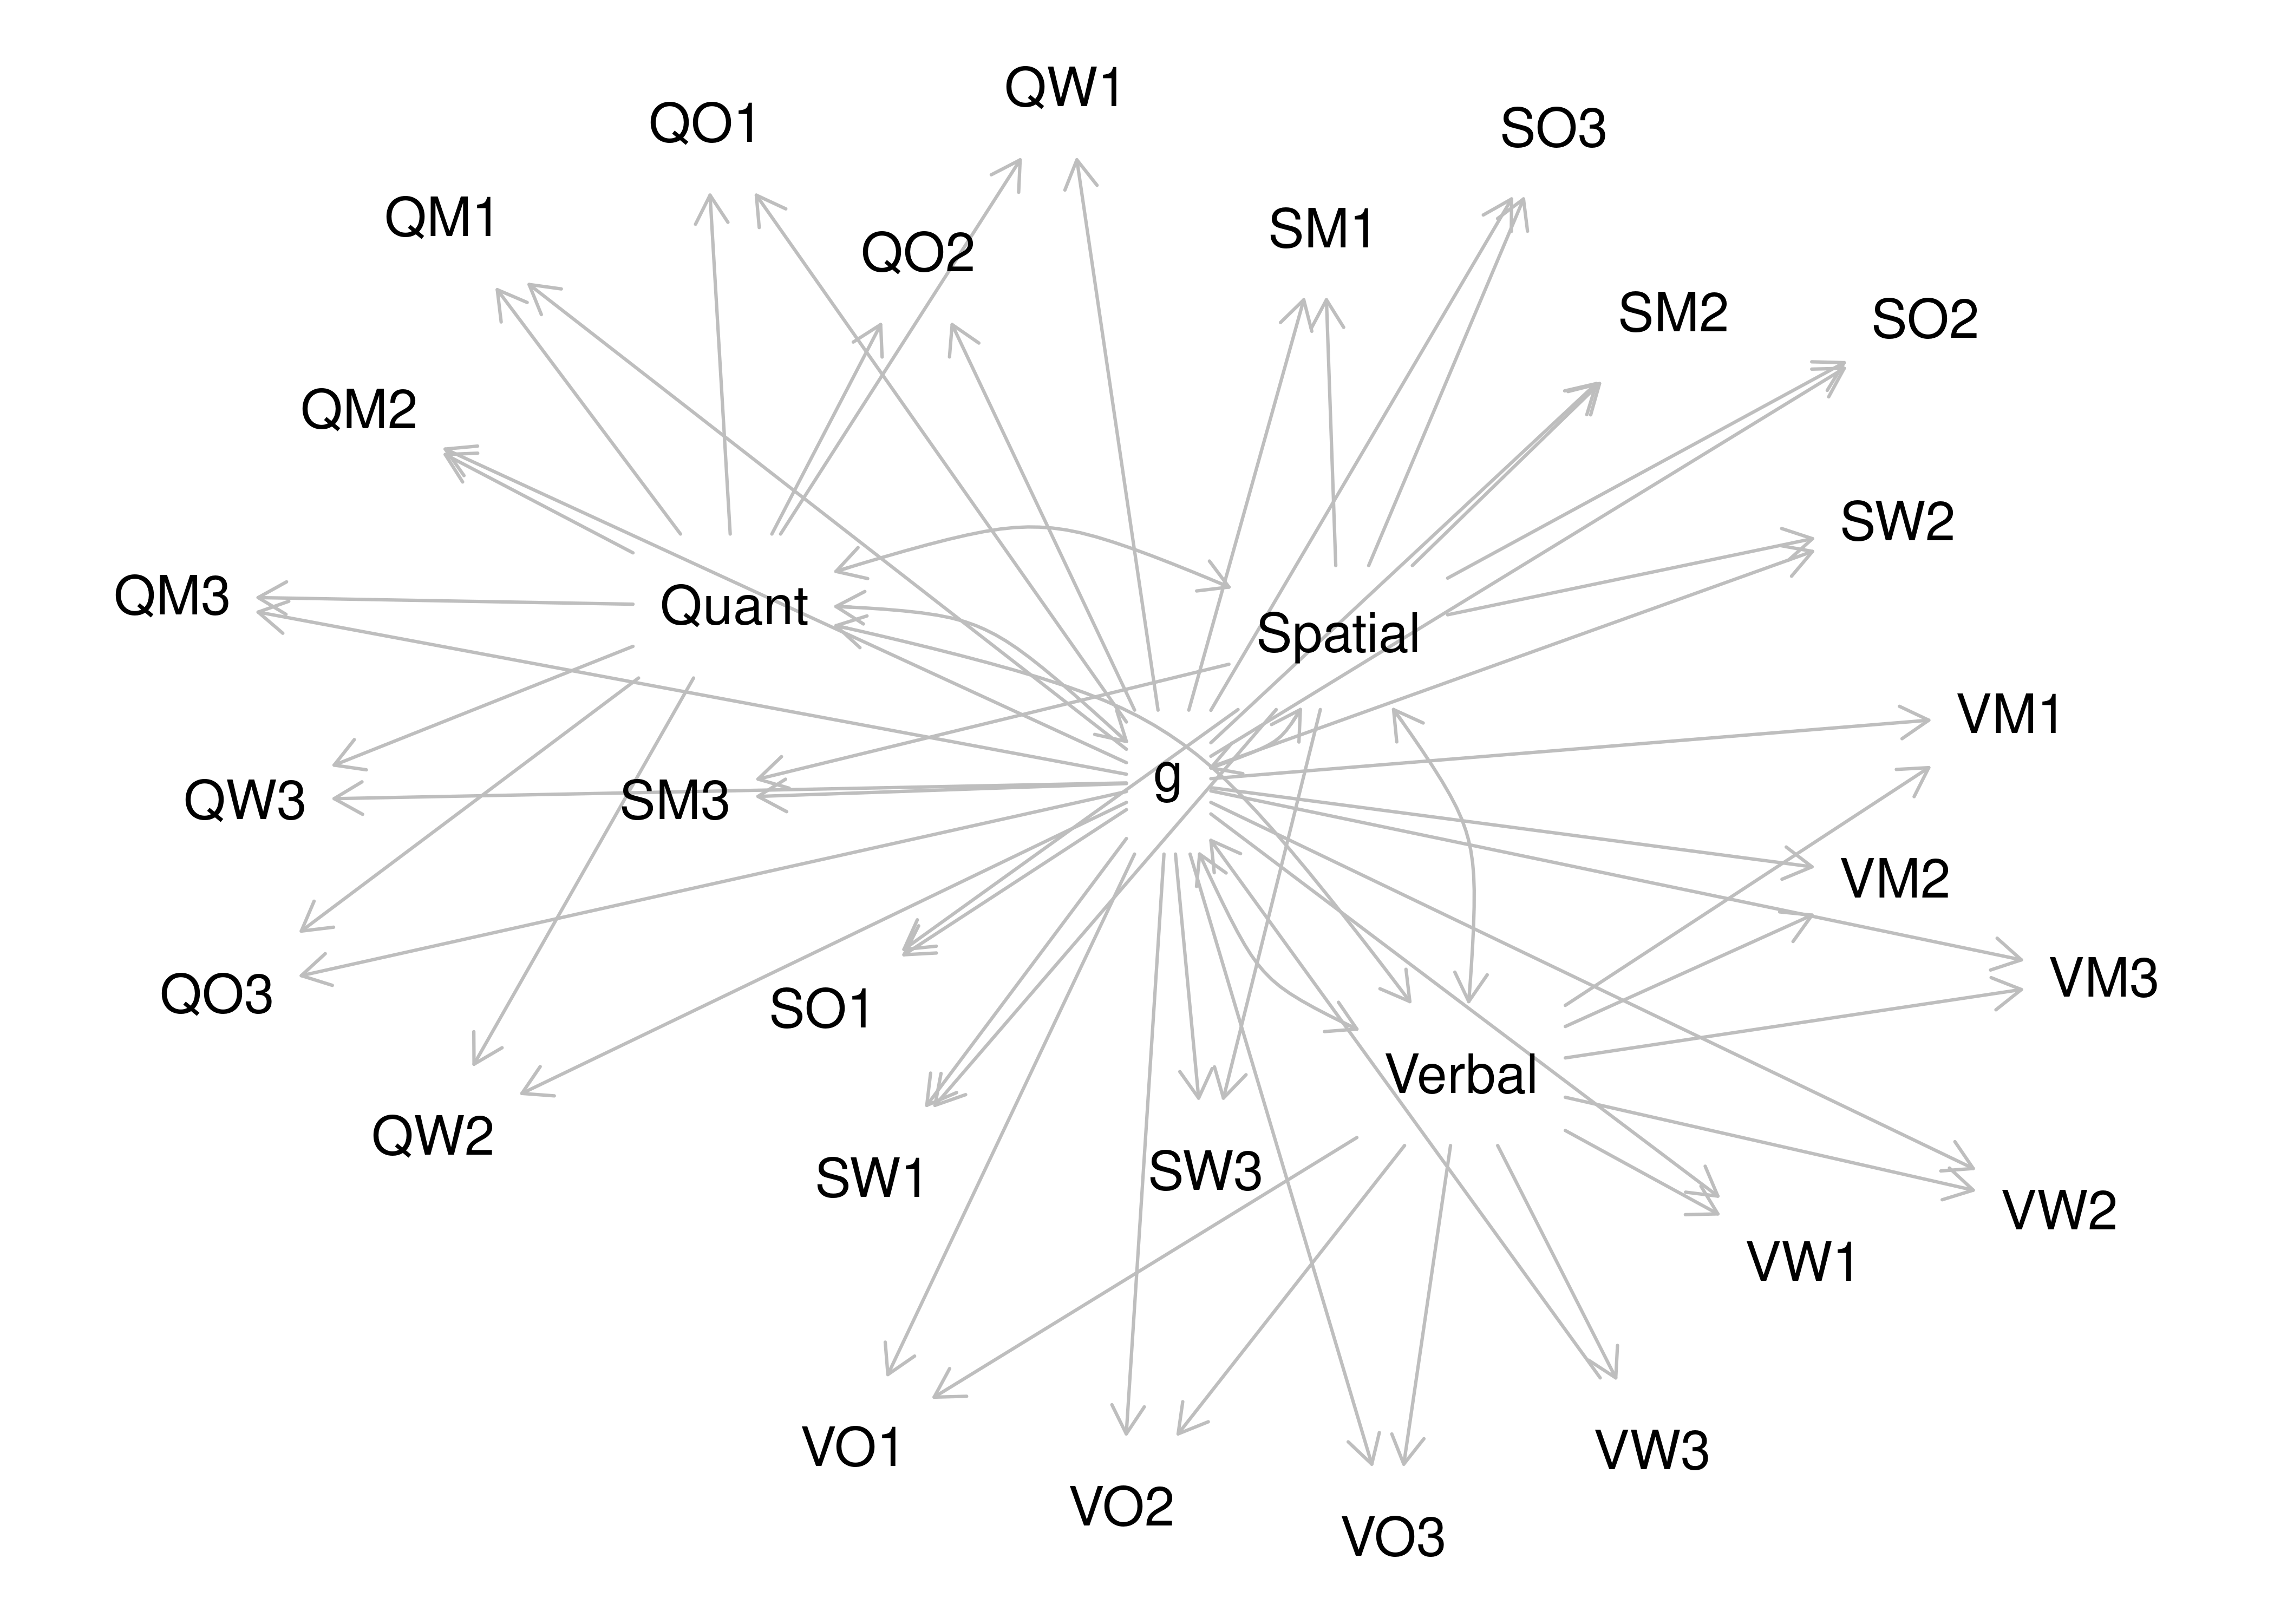 QW1
QO1
SO3
QM1
SM1
QO2
SM2
SO2
QM2
SW2
QM3
Quant
Spatial
VM1
g
QW3
SM3
VM2
VM3
QO3
SO1
Verbal
QW2
SW1
SW3
VW2
VW1
VO1
VW3
VO2
VO3